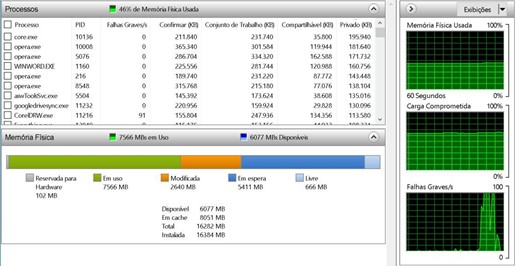 Processos 46% de Memória Física Usada
Processo PID Falhas Graves/s Confirmar (KB) Conjunto de Trabalho (KB) Compartilhável (KB) Privado (KB)
core.exe 10136 0 211.840 231.740 35.800 195.940
opera.exe 10008 0 365.340 301.584 119.944 181.640
opera.exe 5076 0 286.704 334.320 162.588 171.732
WINWORD.EXE 1160 0 225.556 281.744 120.988 160.756
opera.exe 216 0 189.740 231.220 87.772 143.448
opera.exe 8548 0 315.768 215.180 77.076 138.104
aswToolSvc.exe 4504 0 145.392 173.624 38.608 135.016
googledrivesync.exe 11232 0 220.956 159.924 29.828 130.096
CorelDRW.exe 11216 91 155.804 247.936 134.356 113.580
Memória Física 7566 MBs em Uso 6077 MBs Disponíveis
Reservada para Hardware
102 MB
Em uso
7566 MB
Modificada
2640 MB
Em espera
5411 MB
Livre
666 MB
Disponível 6077 MB
Em cache 8051 MB
Total 16282 MB
Instalada 16384 MB
Exibições
Memória Física Usada 100%
60 Segundos 0%
Carga Comprometida 100%
0%
Falhas Graves/s 100
0